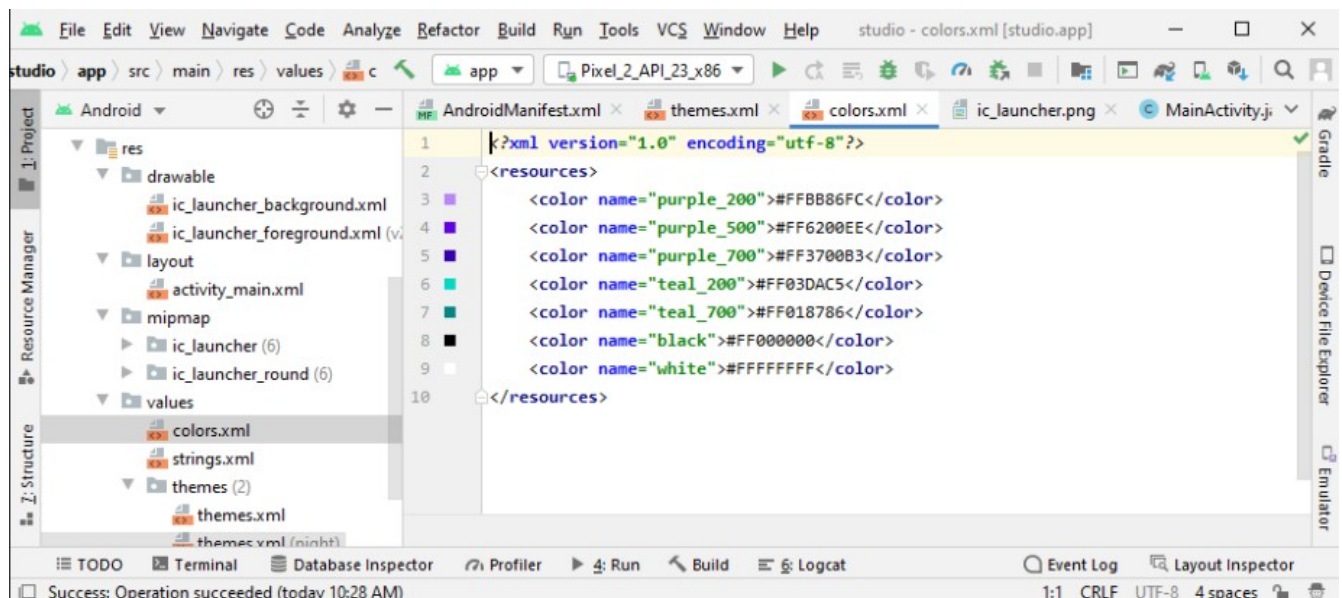 File Edit View Navigate Code Analyze Refactor Build Run Tools VCS Window Help studio - colors.xml [studio.app]
studio app src main res values c app Pixel_2_API_23_x86
1: Project
Resource Manager
Z: Structure
Android
res
drawable
ic_launcher_background.xml
ic_launcher_foreground.xml (v
layout
activity_main.xml
mipmap
ic_launcher (6)
ic_launcher_round (6)
values
colors.xml
strings.xml
themes (2)
themes.xml
themes.xml (night)
AndroidManifest.xml themes.xml colors.xml ic_launcher.png MainActivity.j
1 <?xml version="1.0" encoding="utf-8"?>
2 <resources>
3 <color name="purple_200">#FFBB86FC</color>
4 <color name="purple_500">#FF6200EE</color>
5 <color name="purple_700">#FF3700B3</color>
6 <color name="teal_200">#FF03DAC5</color>
7 <color name="teal_700">#FF018786</color>
8 <color name="black">#FF000000</color>
9 <color name="white">#FFFFFFFF</color>
10 </resources>
Gradle
Device File Explorer
Emulator
TODO Terminal Database Inspector Profiler 4: Run Build 6: Logcat Event Log Layout Inspector
Success: Operation succeeded (today 10:28 AM) 1:1 CRLF UTF-8 4 spaces